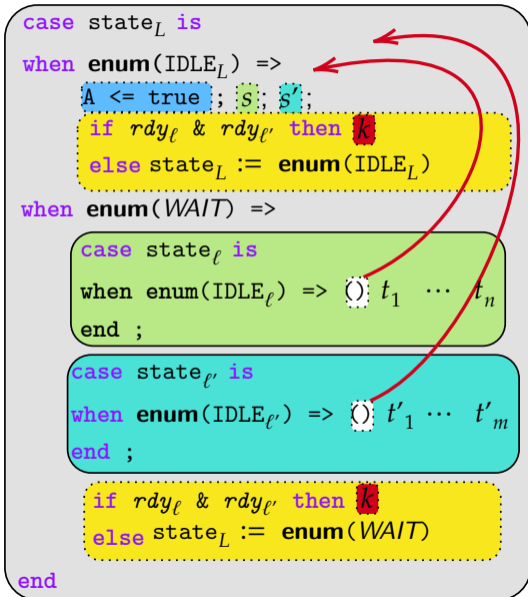 case state_L is
when enum(IDLE_L) =>
A <= true ; s ; s′ ;
if rdy_ℓ & rdy_ℓ′ then k
else state_L := enum(IDLE_L)
when enum(WAIT) =>
case state_ℓ is
when enum(IDLE_ℓ) => () t_1 ⋯ t_n
end ;
case state_ℓ′ is
when enum(IDLE_ℓ′) => () t′_1 ⋯ t′_m
end ;
if rdy_ℓ & rdy_ℓ′ then k
else state_L := enum(WAIT)
end